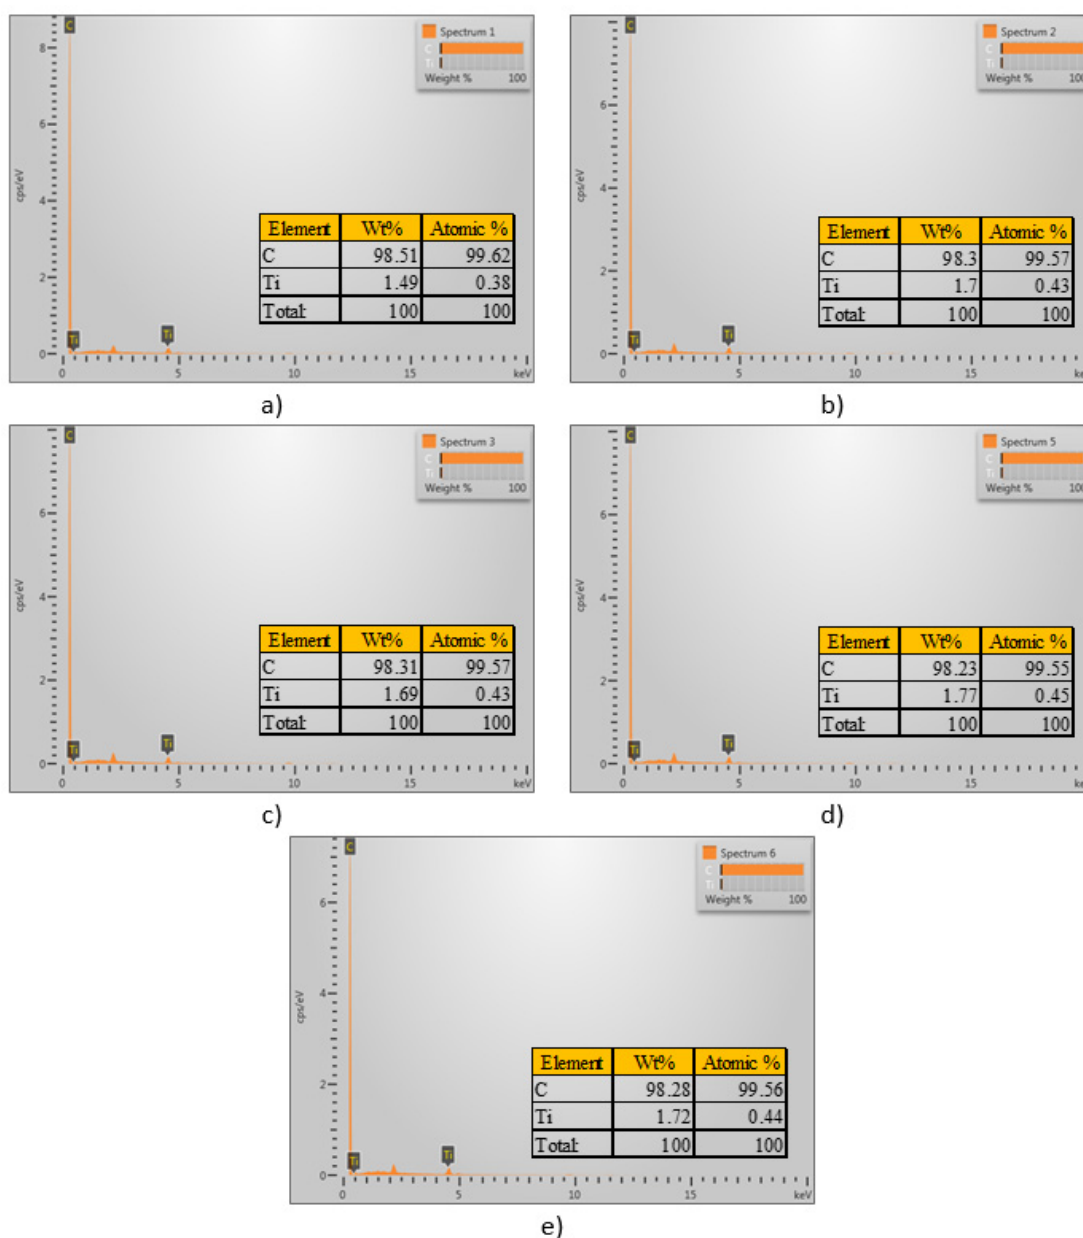 C
Spectrum 1
C
Ti
Weight % 100
8
6
4
2
0
cps/eV
Element Wt% Atomic %
C 98.51 99.62
Ti 1.49 0.38
Total: 100 100
Ti Ti
0 5 10 15 keV
a)
C
Spectrum 2
C
Ti
Weight % 100
6
4
2
0
cps/eV
Element Wt% Atomic %
C 98.3 99.57
Ti 1.7 0.43
Total: 100 100
Ti Ti
0 5 10 15 ke
b)
C
Spectrum 3
C
Ti
Weight % 100
6
4
2
0
cps/eV
Element Wt% Atomic %
C 98.31 99.57
Ti 1.69 0.43
Total: 100 100
Ti Ti
0 5 10 15 keV
c)
C
Spectrum 5
C
Ti
Weight % 100
6
4
2
0
cps/eV
Element Wt% Atomic %
C 98.23 99.55
Ti 1.77 0.45
Total: 100 100
Ti Ti
0 5 10 15 ke
d)
C
Spectrum 6
C
Ti
Weight % 100
6
4
2
0
cps/eV
Element Wt% Atomic %
C 98.28 99.56
Ti 1.72 0.44
Total: 100 100
Ti Ti
0 5 10 15 keV
e)